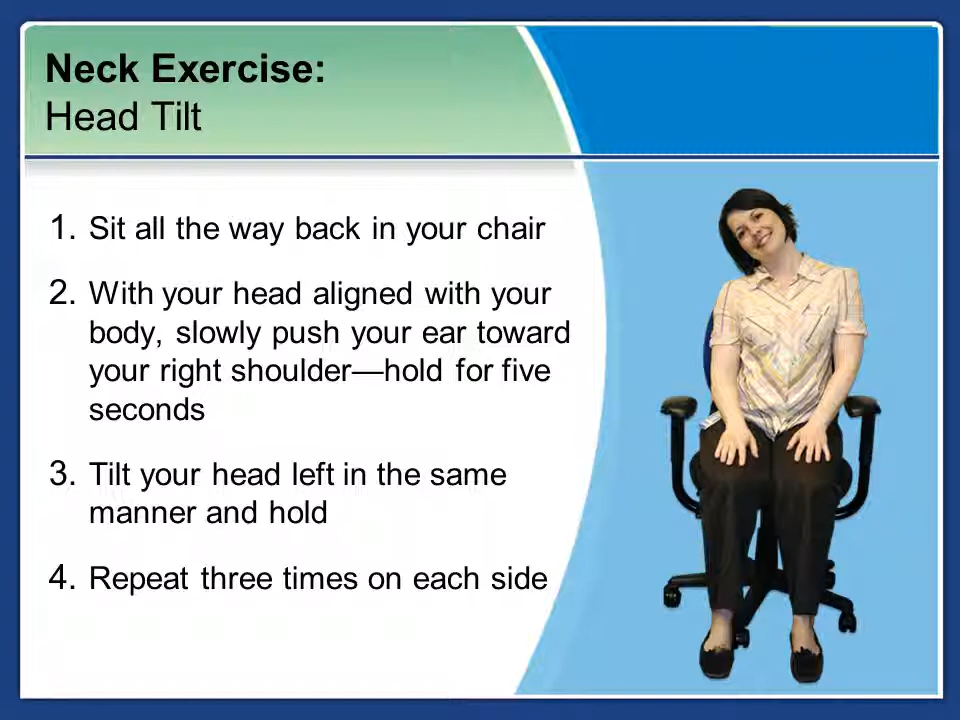 Neck Exercise:
Head Tilt
1. Sit all the way back in your chair
2. With your head aligned with your
body, slowly push your ear toward
your right shoulder—hold for five
seconds
3. Tilt your head left in the same
manner and hold
4. Repeat three times on each side